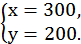 {x = 300,
y = 200.